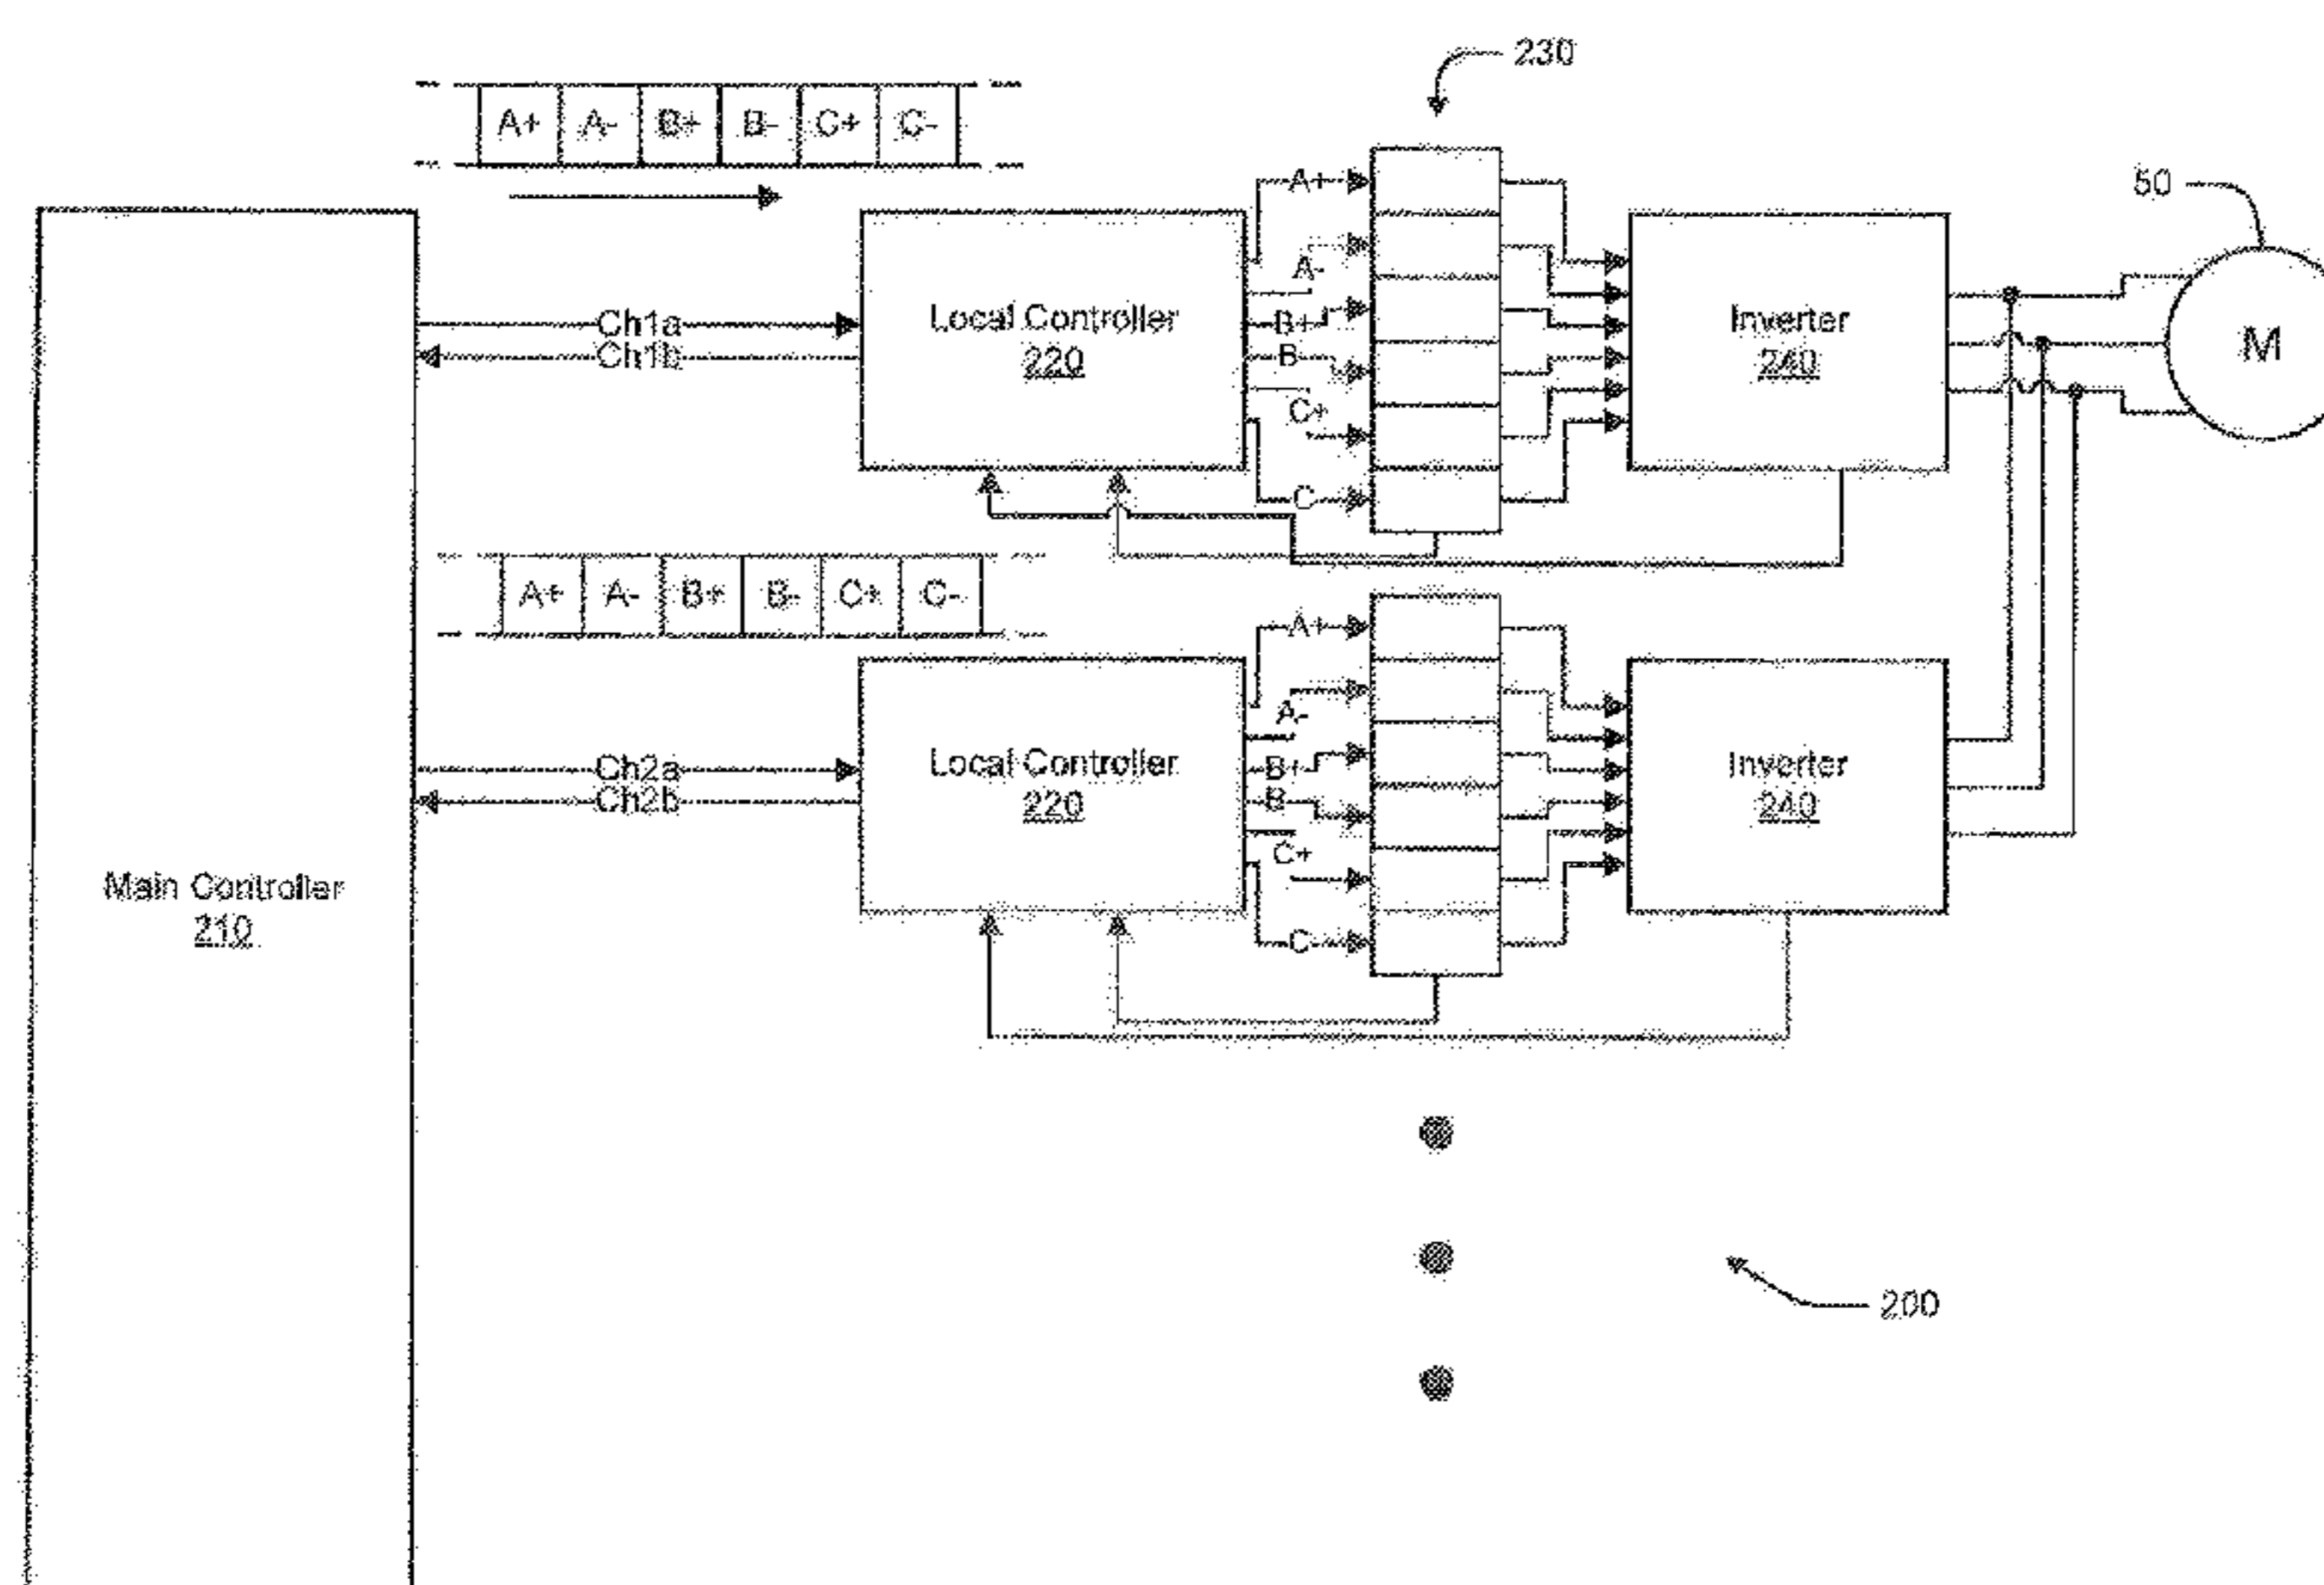 230
A+ A- B+ B- C+ C-
50
A+
A-
Ch1a
Ch1b
Local Controller
220
B+
B
C+
C
Inverter
240
M
A+ A- B+ B- C+ C-
A+
A-
Ch2a
Ch2b
Local Controller
220
B+
B
C+
C
Inverter
240
Main Controller
210
200